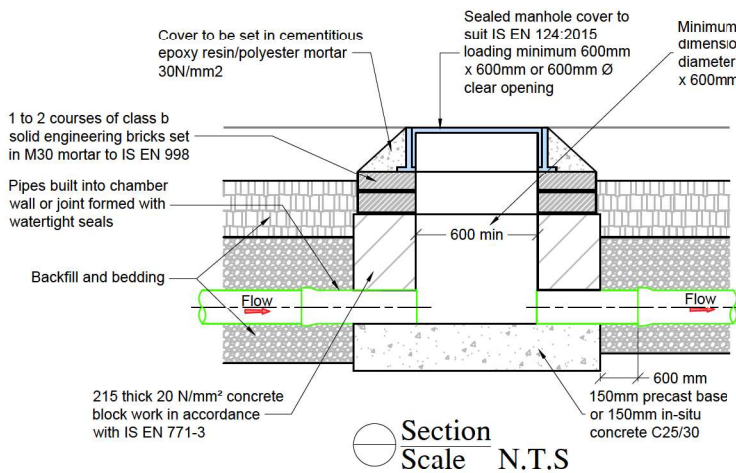 Cover to be set in cementitious
epoxy resin/polyester mortar
30N/mm2
Sealed manhole cover to
suit IS EN 124:2015
loading minimum 600mm
x 600mm or 600mm Ø
clear opening
Minimum
dimensio
diameter
x 600mm
1 to 2 courses of class b
solid engineering bricks set
in M30 mortar to IS EN 998
Pipes built into chamber
wall or joint formed with
watertight seals
600 min
Backfill and bedding
Flow
Flow
215 thick 20 N/mm² concrete
block work in accordance
with IS EN 771-3
600 mm
150mm precast base
or 150mm in-situ
concrete C25/30
Section
Scale N.T.S